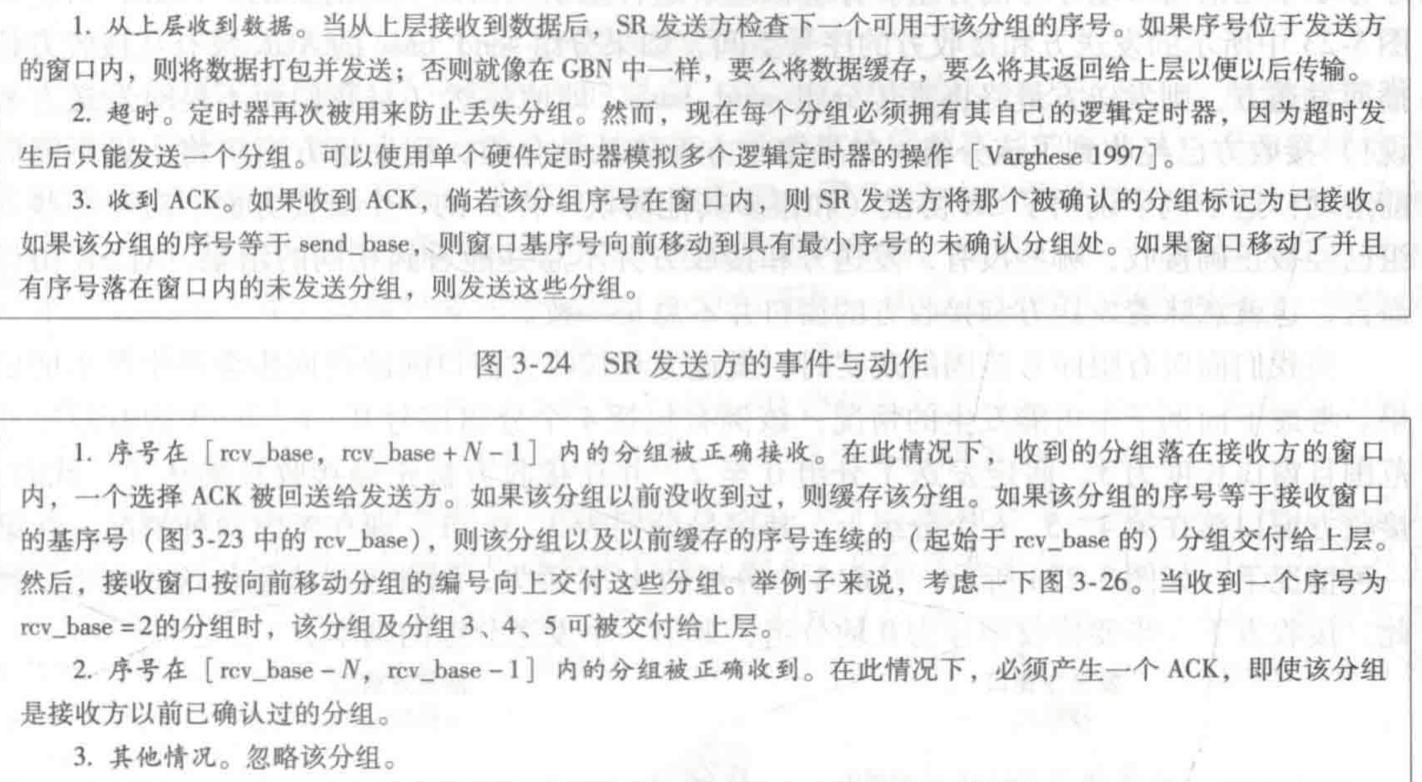 1. 从上层收到数据。当从上层接收到数据后，SR 发送方检查下一个可用于该分组的序号。如果序号位于发送方
的窗口内，则将数据打包并发送；否则就像在 GBN 中一样，要么将数据缓存，要么将其返回给上层以便以后传输。
2. 超时。定时器再次被用来防止丢失分组。然而，现在每个分组必须拥有其自己的逻辑定时器，因为超时发
生后只能发送一个分组。可以使用单个硬件定时器模拟多个逻辑定时器的操作［Varghese 1997］。
3. 收到 ACK。如果收到 ACK，倘若该分组序号在窗口内，则 SR 发送方将那个被确认的分组标记为已接收。
如果该分组的序号等于 send_base，则窗口基序号向前移动到具有最小序号的未确认分组处。如果窗口移动了并且
有序号落在窗口内的未发送分组，则发送这些分组。
图 3-24 SR 发送方的事件与动作
1. 序号在［rcv_base，rcv_base + N - 1］内的分组被正确接收。在此情况下，收到的分组落在接收方的窗口
内，一个选择 ACK 被回送给发送方。如果该分组以前没收到过，则缓存该分组。如果该分组的序号等于接收窗口
的基序号（图 3-23 中的 rcv_base），则该分组以及以前缓存的序号连续的（起始于 rcv_base 的）分组交付给上层。
然后，接收窗口按向前移动分组的编号向上交付这些分组。举例子来说，考虑一下图 3-26。当收到一个序号为
rcv_base = 2的分组时，该分组及分组 3、4、5 可被交付给上层。
2. 序号在［rcv_base - N，rcv_base - 1］内的分组被正确收到。在此情况下，必须产生一个 ACK，即使该分组
是接收方以前已确认过的分组。
3. 其他情况。忽略该分组。